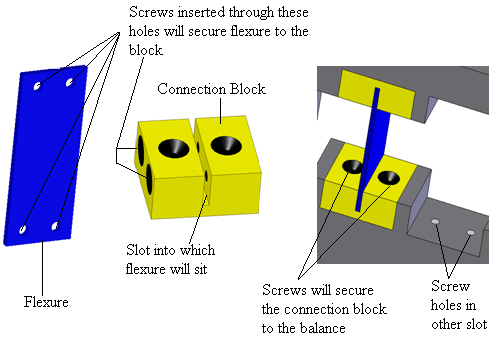 Screws inserted through these
holes will secure flexure to the
block
Connection Block
Slot into which
flexure will sit
Flexure
Screws will secure
the connection block
to the balance
Screw
holes in
other slot